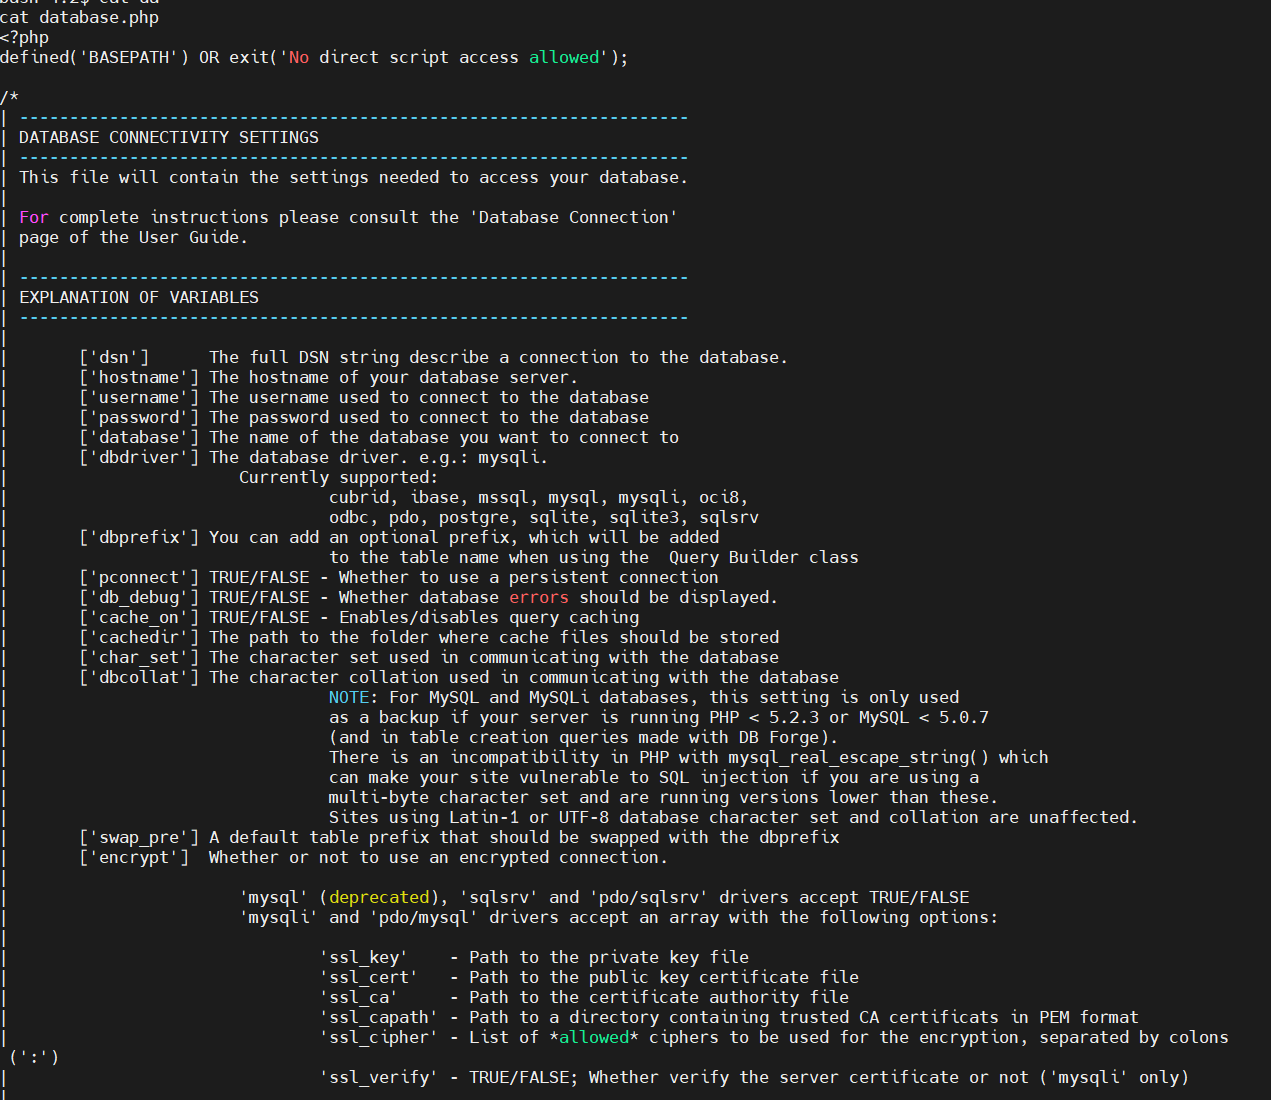 bash-4.2$ cat da
cat database.php
<?php
defined('BASEPATH') OR exit('No direct script access allowed');
/*
| -------------------------------------------------------------------
| DATABASE CONNECTIVITY SETTINGS
| -------------------------------------------------------------------
| This file will contain the settings needed to access your database.
|
| For complete instructions please consult the 'Database Connection'
| page of the User Guide.
|
| -------------------------------------------------------------------
| EXPLANATION OF VARIABLES
| -------------------------------------------------------------------
|
|	['dsn']      The full DSN string describe a connection to the database.
|	['hostname'] The hostname of your database server.
|	['username'] The username used to connect to the database
|	['password'] The password used to connect to the database
|	['database'] The name of the database you want to connect to
|	['dbdriver'] The database driver. e.g.: mysqli.
|			Currently supported:
|				 cubrid, ibase, mssql, mysql, mysqli, oci8,
|				 odbc, pdo, postgre, sqlite, sqlite3, sqlsrv
|	['dbprefix'] You can add an optional prefix, which will be added
|				 to the table name when using the  Query Builder class
|	['pconnect'] TRUE/FALSE - Whether to use a persistent connection
|	['db_debug'] TRUE/FALSE - Whether database errors should be displayed.
|	['cache_on'] TRUE/FALSE - Enables/disables query caching
|	['cachedir'] The path to the folder where cache files should be stored
|	['char_set'] The character set used in communicating with the database
|	['dbcollat'] The character collation used in communicating with the database
|				 NOTE: For MySQL and MySQLi databases, this setting is only used
|				 as a backup if your server is running PHP < 5.2.3 or MySQL < 5.0.7
|				 (and in table creation queries made with DB Forge).
|				 There is an incompatibility in PHP with mysql_real_escape_string() which
|				 can make your site vulnerable to SQL injection if you are using a
|				 multi-byte character set and are running versions lower than these.
|				 Sites using Latin-1 or UTF-8 database character set and collation are unaffected.
|	['swap_pre'] A default table prefix that should be swapped with the dbprefix
|	['encrypt']  Whether or not to use an encrypted connection.
|
|			'mysql' (deprecated), 'sqlsrv' and 'pdo/sqlsrv' drivers accept TRUE/FALSE
|			'mysqli' and 'pdo/mysql' drivers accept an array with the following options:
|
|				'ssl_key'    - Path to the private key file
|				'ssl_cert'   - Path to the public key certificate file
|				'ssl_ca'     - Path to the certificate authority file
|				'ssl_capath' - Path to a directory containing trusted CA certificats in PEM format
|				'ssl_cipher' - List of *allowed* ciphers to be used for the encryption, separated by colons
(':')
|				'ssl_verify' - TRUE/FALSE; Whether verify the server certificate or not ('mysqli' only)
|